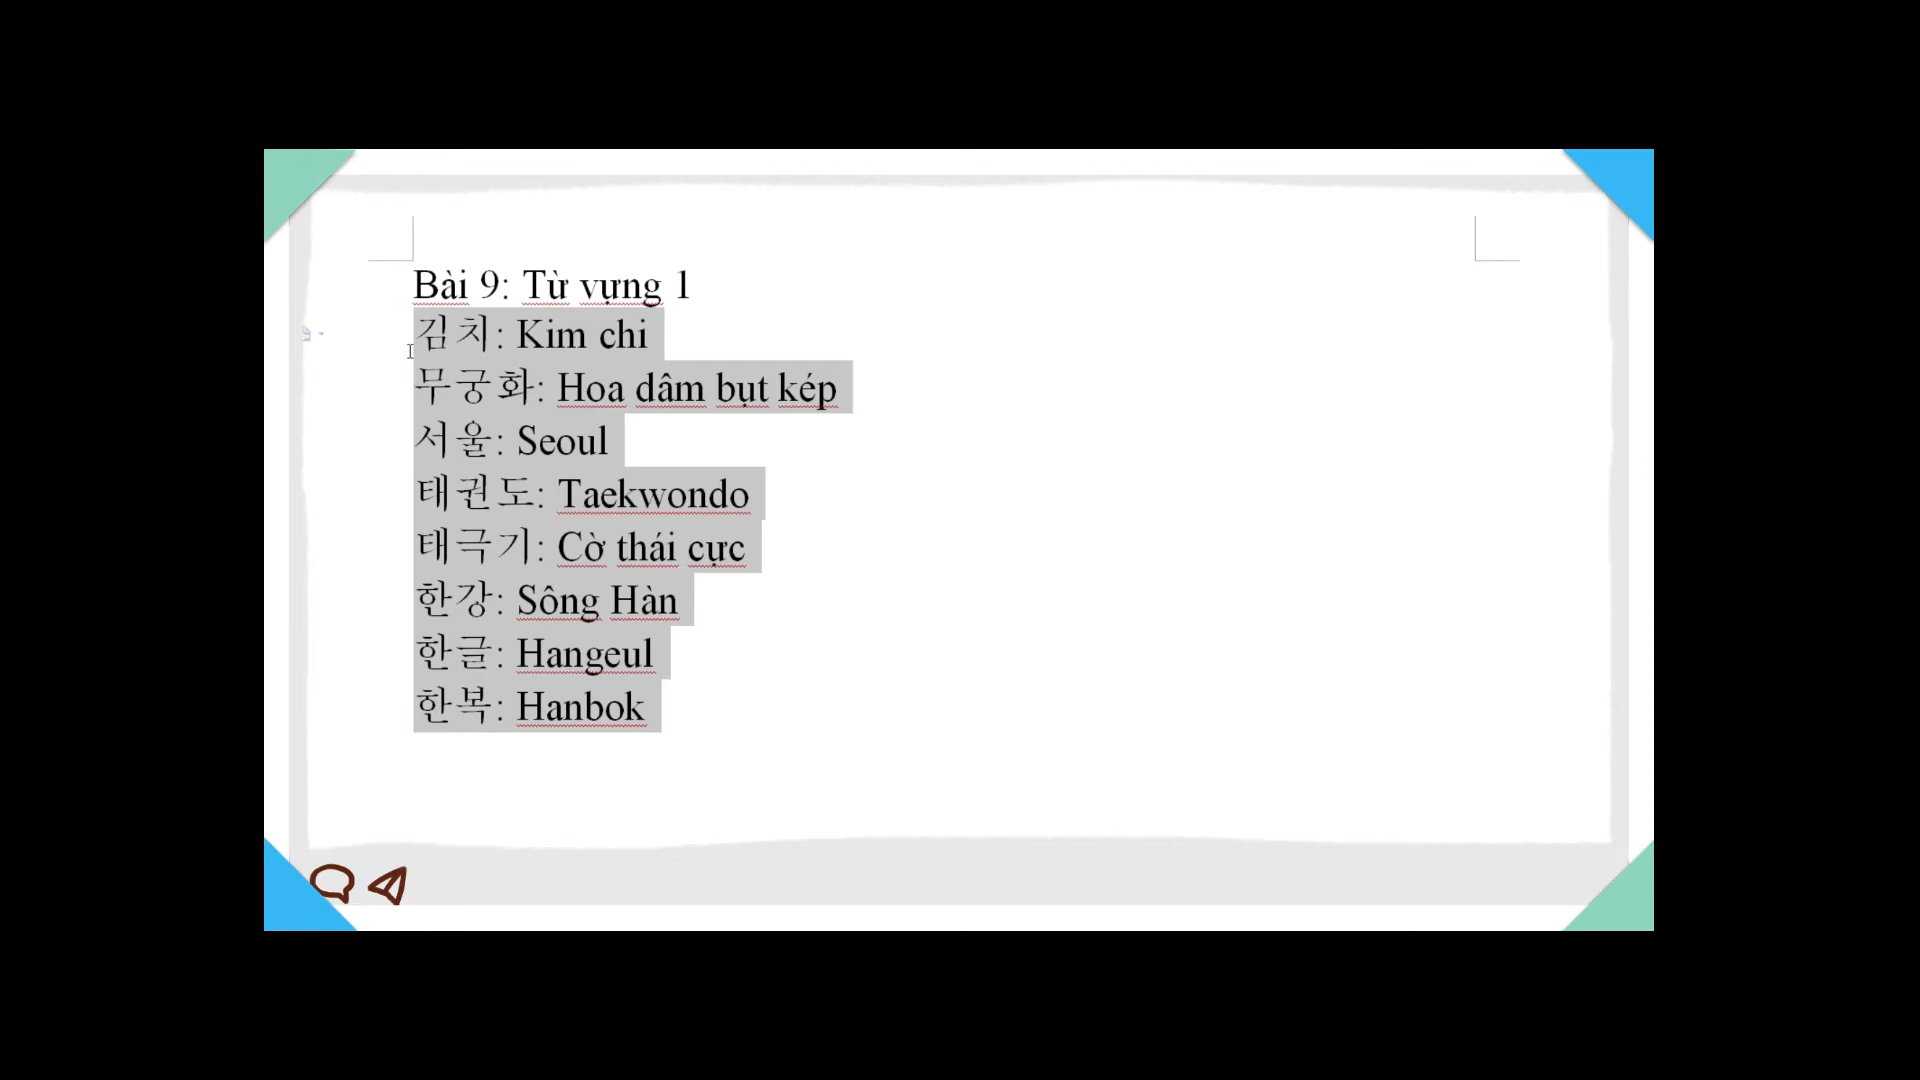 Bài 9: Từ vựng 1
김치: Kim chi
무궁화: Hoa dâm bụt kép
서울: Seoul
태권도: Taekwondo
태극기: Cờ thái cực
한강: Sông Hàn
한글: Hangeul
한복: Hanbok